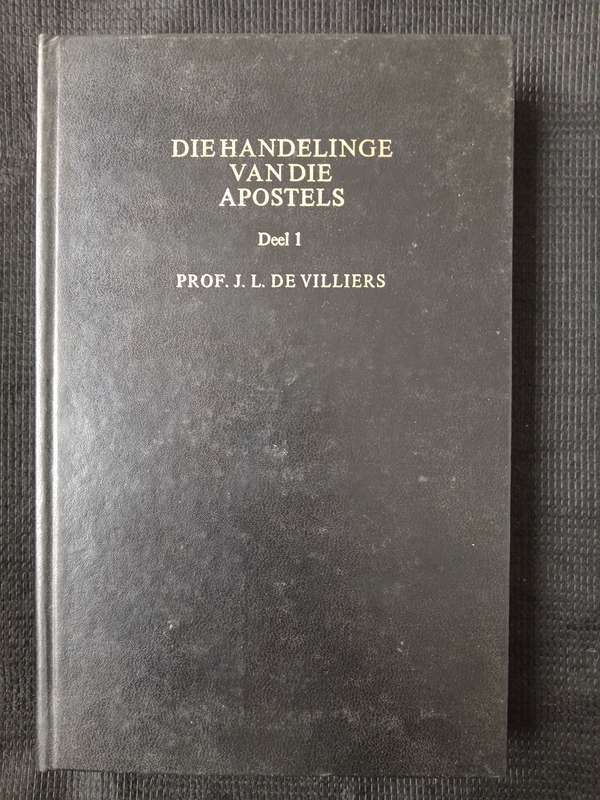 DIE HANDELINGE
VAN DIE
APOSTELS
Deel 1
PROF. J. L. DE VILLIERS